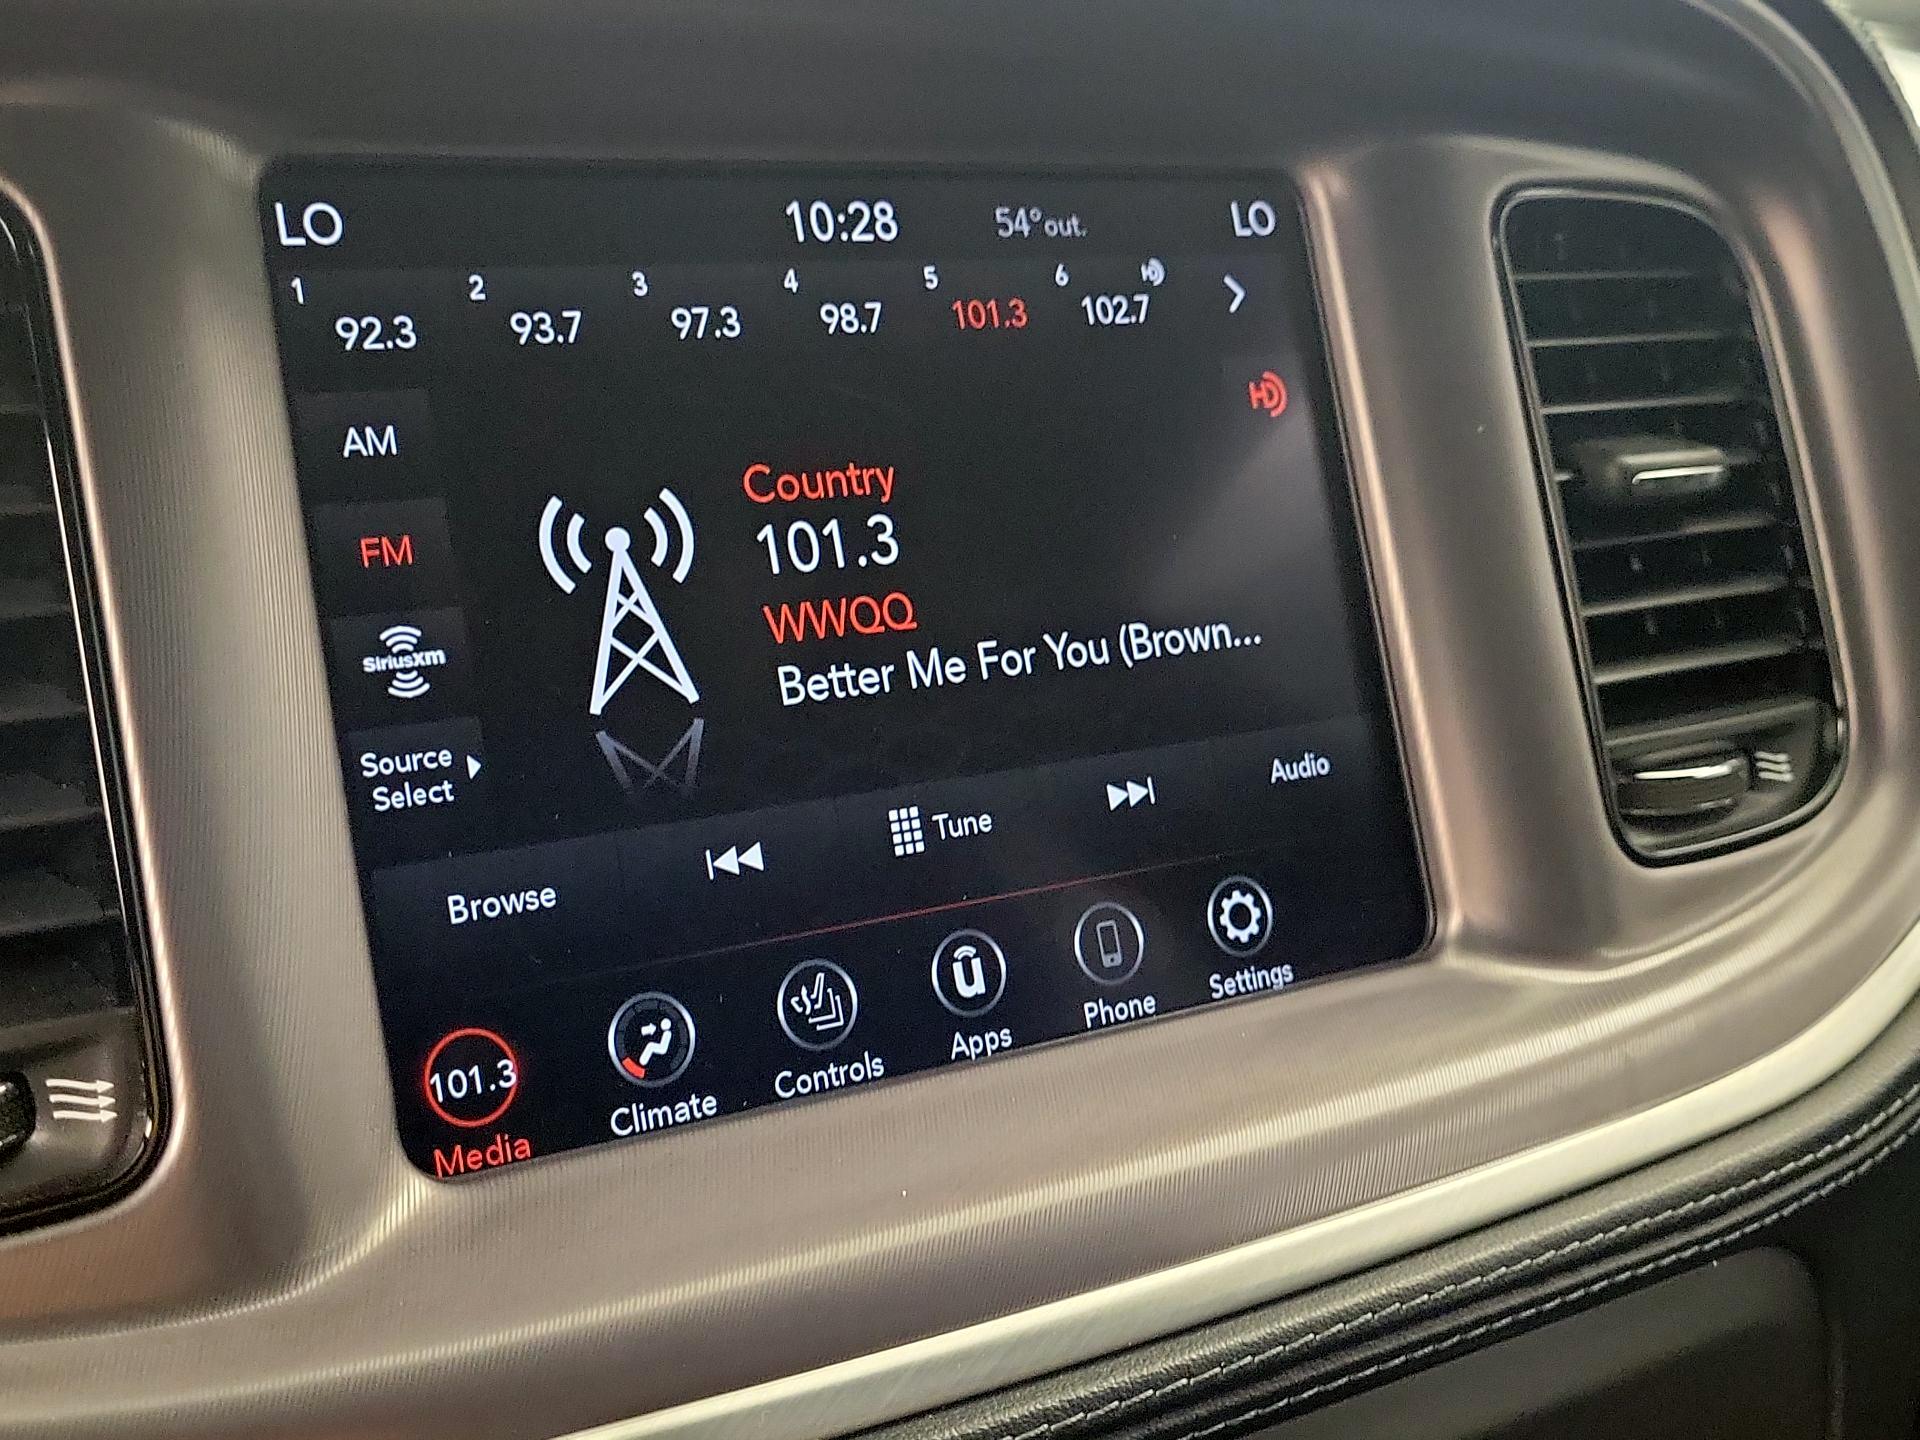 LO 10:28 54°out. LO
1 2 3 4 5 6 HD
92.3 93.7 97.3 98.7 101.3 102.7
HD
AM
FM
SiriusXM
Source
Select
Country
101.3
WWQQ
Better Me For You (Brown...
Browse Tune Audio
101.3 u
Media Climate Controls Apps Phone Settings